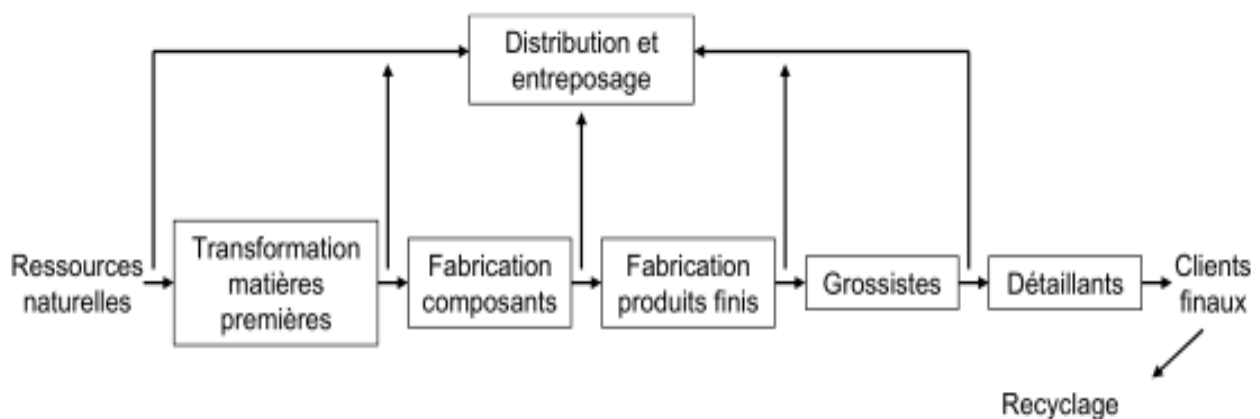 Distribution et
entreposage
Ressources
naturelles
Transformation
matières
premières
Fabrication
composants
Fabrication
produits finis
Grossistes
Détaillants
Clients
finaux
Recyclage